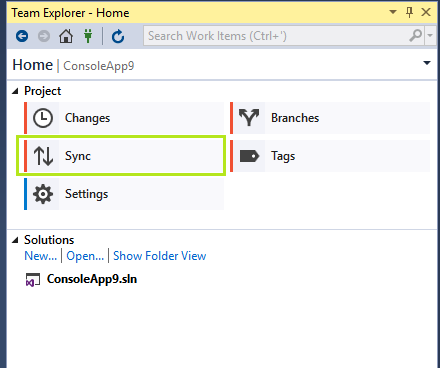 Team Explorer - Home
Search Work Items (Ctrl+')
Home | ConsoleApp9
Project
Changes
Branches
Sync
Tags
Settings
Solutions
New... | Open... | Show Folder View
ConsoleApp9.sln